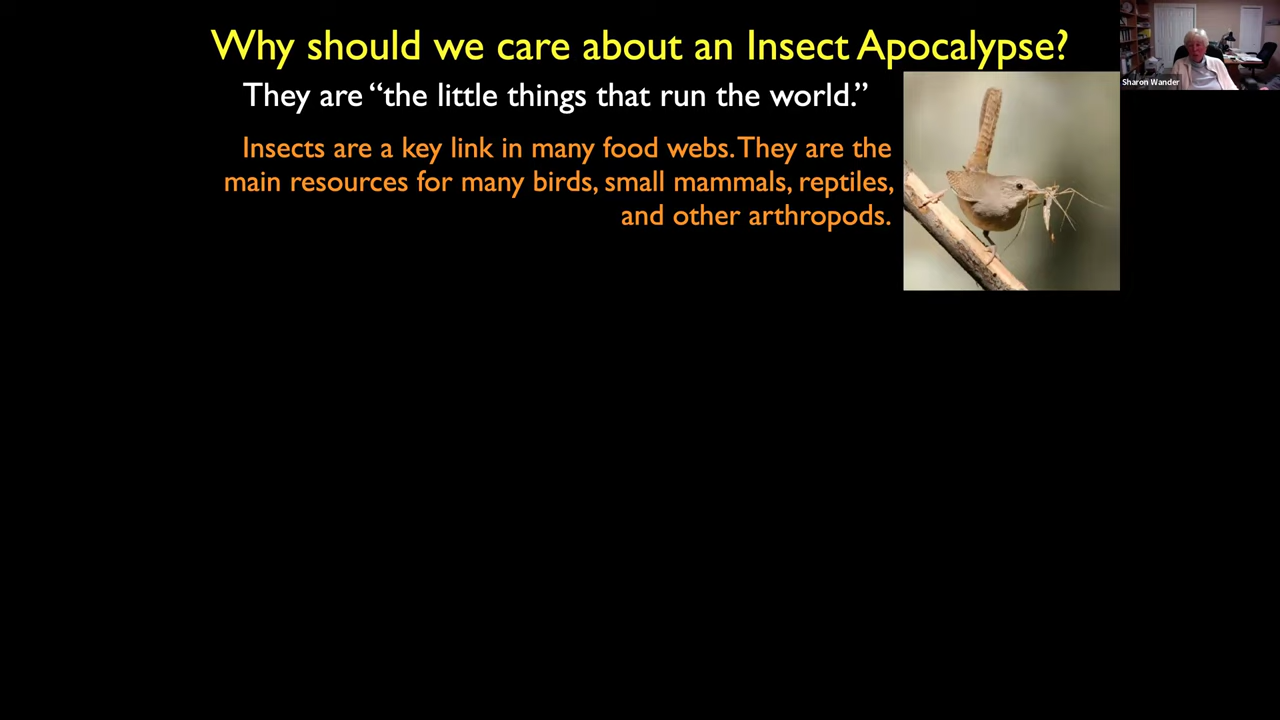 Why should we care about an Insect Apocalypse?
They are “the little things that run the world.”
Insects are a key link in many food webs. They are the
main resources for many birds, small mammals, reptiles,
and other arthropods.
Sharon Wander